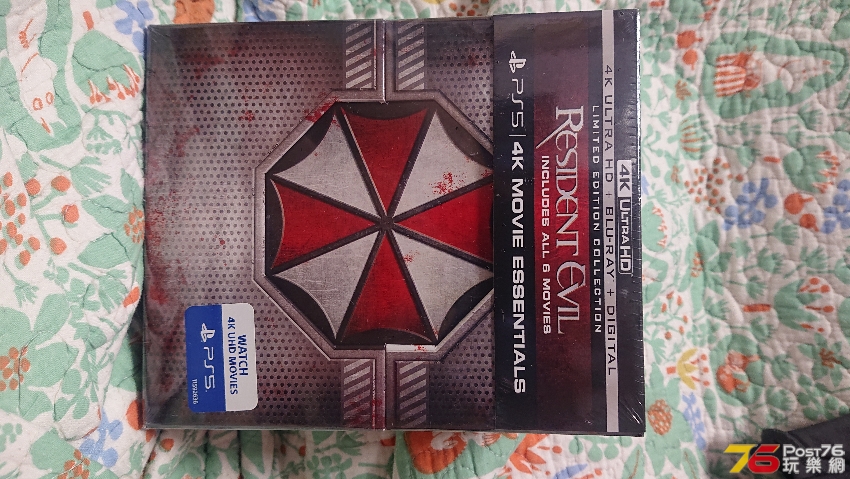 4K ULTRA HD
4K ULTRA HD + BLU-RAY + DIGITAL
LIMITED EDITION COLLECTION
RESIDENT EVIL
INCLUDES ALL 6 MOVIES
PS5 | 4K MOVIE ESSENTIALS
WATCH
4K UHD MOVIES
PS5
76 Post76
玩樂網